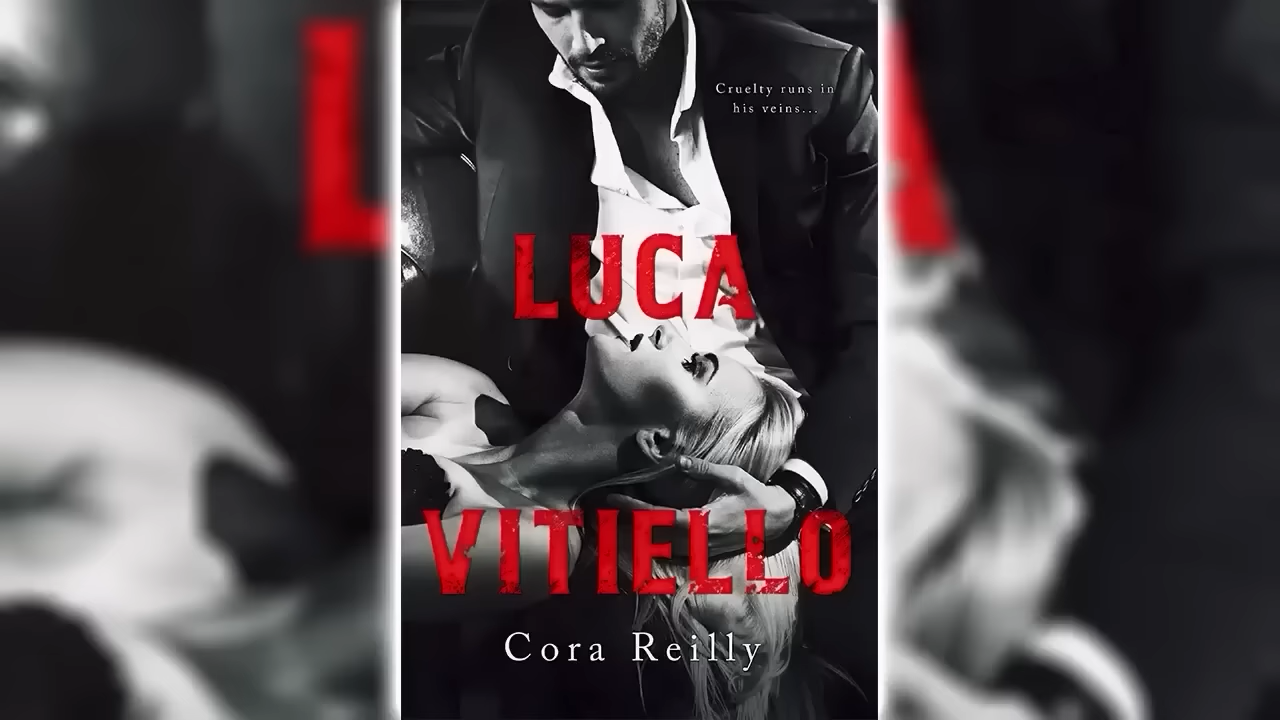 Cruelty runs in
his veins...
LUCA
VITIELLO
Cora Reilly